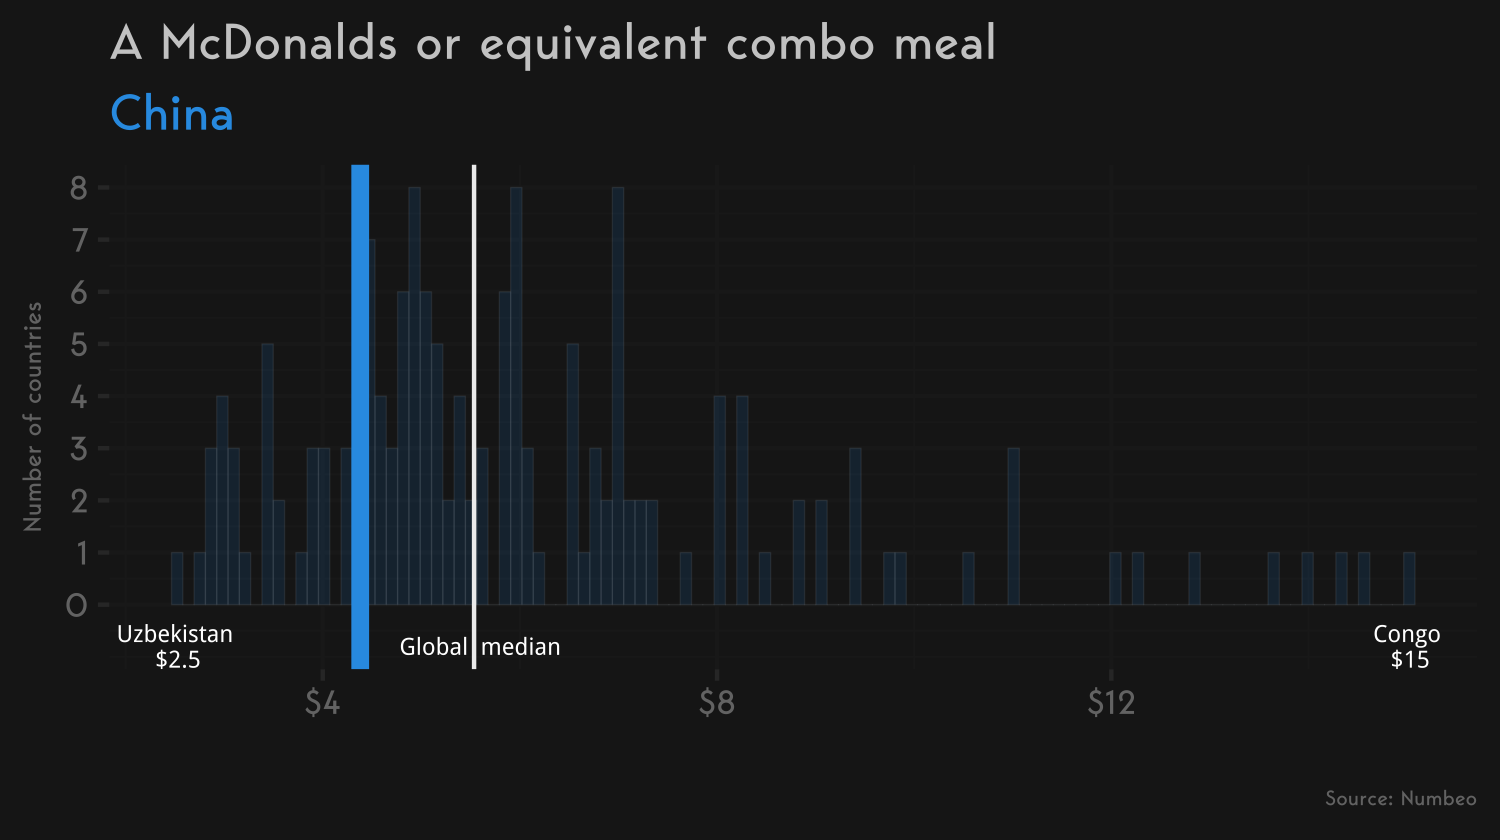 A McDonalds or equivalent combo meal
China
Number of countries
8
7
6
5
4
3
2
1
0
Uzbekistan
$2.5
Global median
Congo
$15
$4 $8 $12
Source: Numbeo